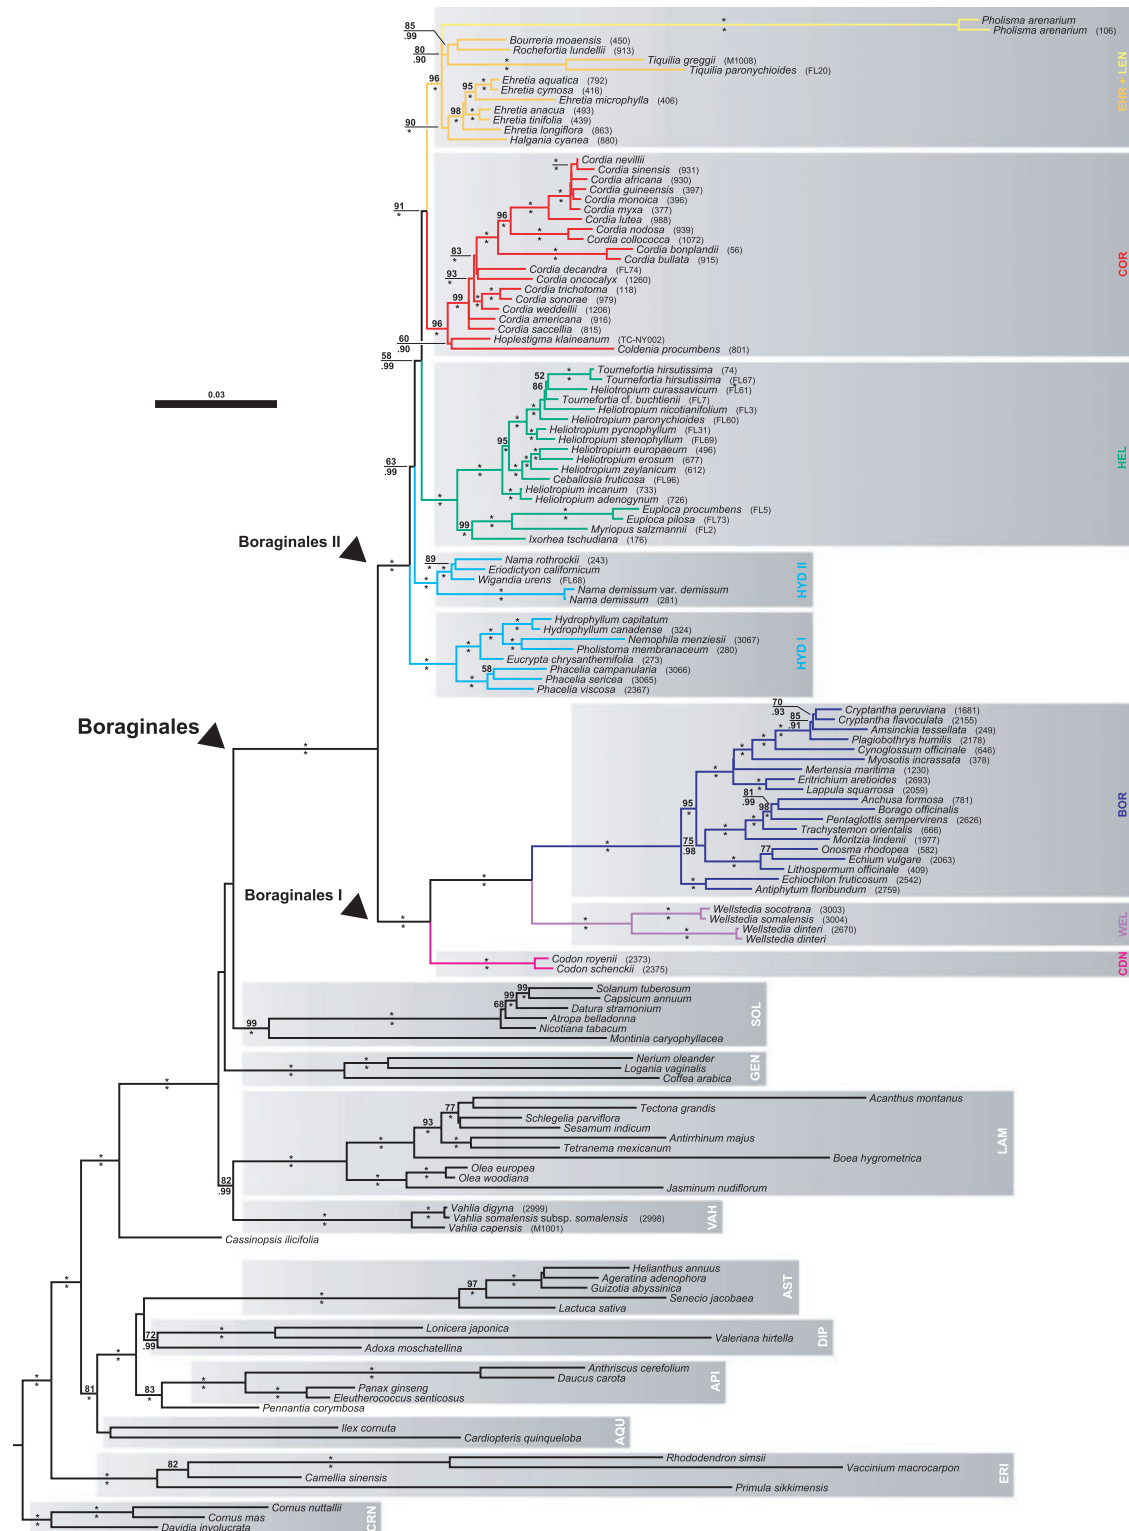 Pholisma arenarium
Pholisma arenarium (106)
85
.99
80
.90
Bourreria moaensis (450)
Rochefortia lundellii (913)
Tiquilia greggii (M1008)
Tiquilia paronychioides (FL20)
96
*
95
*
Ehretia aquatica (792)
Ehretia cymosa (416)
Ehretia microphylla (406)
98
*
Ehretia anacua (493)
Ehretia tinifolia (439)
90
*
Ehretia longiflora (863)
Halgania cyanea (880)
EHR + LEN
Cordia nevillii
Cordia sinensis (931)
Cordia africana (930)
Cordia guineensis (397)
Cordia monoica (396)
Cordia myxa (377)
Cordia lutea (988)
91
*
96
*
Cordia nodosa (939)
Cordia collococca (1072)
Cordia bonplandii (56)
Cordia bullata (915)
83
*
Cordia decandra (FL74)
93
*
Cordia oncocalyx (1260)
Cordia trichotoma (118)
99
*
Cordia sonorae (979)
Cordia weddellii (1206)
Cordia americana (916)
96
*
Cordia saccellia (815)
60
.90
Hoplestigma klaineanum (TC-NY002)
Coldenia procumbens (801)
COR
58
.99
0.03
Tournefortia hirsutissima (74)
52
86
Tournefortia hirsutissima (FL67)
Heliotropium curassavicum (FL61)
Tournefortia cf. buchtienii (FL7)
Heliotropium nicotianifolium (FL3)
Heliotropium paronychioides (FL60)
Heliotropium pycnophyllum (FL31)
Heliotropium stenophyllum (FL69)
95
*
Heliotropium europaeum (496)
Heliotropium erosum (677)
Heliotropium zeylanicum (612)
Ceballosia fruticosa (FL96)
Heliotropium incanum (733)
Heliotropium adenogynum (726)
Euploca procumbens (FL5)
Euploca pilosa (FL73)
99
*
Myriopus salzmannii (FL2)
Ixorhea tschudiana (176)
HEL
63
.99
Boraginales II
89
*
Nama rothrockii (243)
Eriodictyon californicum
Wigandia urens (FL68)
Nama demissum var. demissum
Nama demissum (281)
HYD II
Hydrophyllum capitatum
Hydrophyllum canadense (324)
Nemophila menziesii (3067)
Pholistoma membranaceum (280)
Eucrypta chrysanthemifolia (273)
58
*
Phacelia campanularia (3066)
Phacelia sericea (3065)
Phacelia viscosa (2367)
HYD I
Boraginales
70
.93
Cryptantha peruviana (1681)
85
.91
Cryptantha flavoculata (2155)
Amsinckia tessellata (249)
Plagiobothrys humilis (2178)
Cynoglossum officinale (646)
Myosotis incrassata (378)
Mertensia maritima (1230)
Eritrichium aretioides (2693)
Lappula squarrosa (2059)
81
.99
Anchusa formosa (781)
95
*
98
*
Borago officinalis
Pentaglottis sempervirens (2626)
Trachystemon orientalis (666)
75
.98
Moritzia lindenii (1977)
77
*
Onosma rhodopea (582)
Echium vulgare (2063)
Lithospermum officinale (409)
Echiochilon fruticosum (2542)
Antiphytum floribundum (2759)
BOR
Boraginales I
Wellstedia socotrana (3003)
Wellstedia somalensis (3004)
Wellstedia dinteri (2670)
Wellstedia dinteri
WEL
Codon royenii (2373)
Codon schenckii (2375)
CDN
99
*
Solanum tuberosum
99
*
Capsicum annuum
68
Datura stramonium
Atropa belladonna
99
*
Nicotiana tabacum
Montinia caryophyllacea
SOL
Nerium oleander
Logania vaginalis
Coffea arabica
GEN
Acanthus montanus
77
*
Tectona grandis
Schlegelia parviflora
93
*
Sesamum indicum
Antirrhinum majus
Tetranema mexicanum
Boea hygrometrica
Olea europea
Olea woodiana
Jasminum nudiflorum
LAM
82
.99
Vahlia digyna (2999)
Vahlia somalensis subsp. somalensis (2998)
Vahlia capensis (M1001)
VAH
Cassinopsis ilicifolia
Helianthus annuus
Ageratina adenophora
97
*
Guizotia abyssinica
Senecio jacobaea
Lactuca sativa
AST
72
.99
Lonicera japonica
Valeriana hirtella
Adoxa moschatellina
DIP
Anthriscus cerefolium
Daucus carota
81
*
83
*
Panax ginseng
Eleutherococcus senticosus
Pennantia corymbosa
API
Ilex cornuta
Cardiopteris quinqueloba
AQU
82
Rhododendron simsii
Vaccinium macrocarpon
Camellia sinensis
Primula sikkimensis
ERI
Cornus nuttallii
Cornus mas
Davidia involucrata
CRN